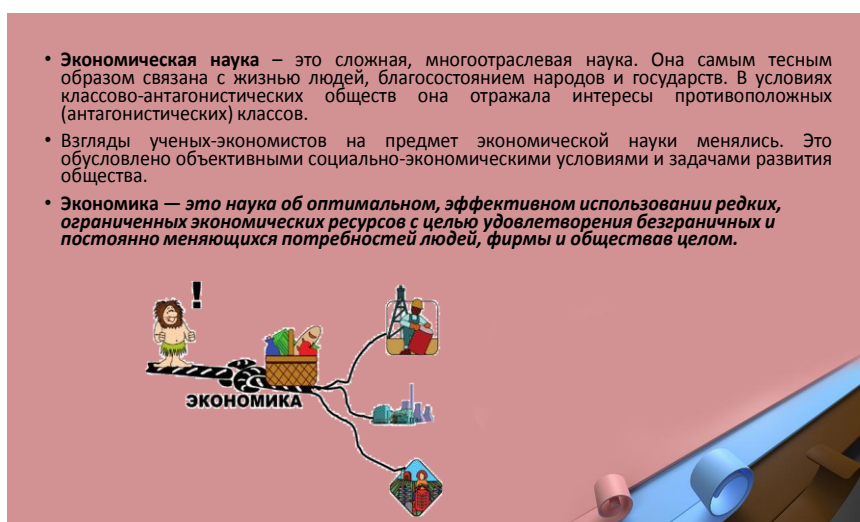 • Экономическая наука – это сложная, многоотраслевая наука. Она самым тесным
образом связана с жизнью людей, благосостоянием народов и государств. В условиях
классово-антагонистических обществ она отражала интересы противоположных
(антагонистических) классов.
• Взгляды ученых-экономистов на предмет экономической науки менялись. Это
обусловлено объективными социально-экономическими условиями и задачами развития
общества.
• Экономика — это наука об оптимальном, эффективном использовании редких,
ограниченных экономических ресурсов с целью удовлетворения безграничных и
постоянно меняющихся потребностей людей, фирмы и обществав целом.
!
ЭКОНОМИКА